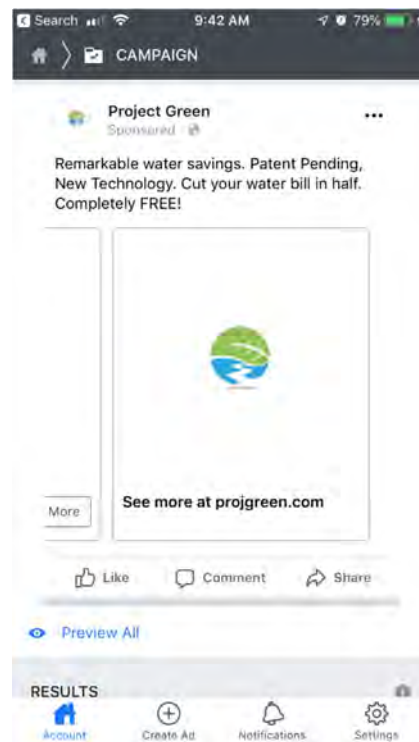 Search 9:42 AM 79%
CAMPAIGN
Project Green
Sponsored
Remarkable water savings. Patent Pending,
New Technology. Cut your water bill in half.
Completely FREE!
More
See more at projgreen.com
Like Comment Share
Preview All
RESULTS
Account Create Ad Notifications Settings